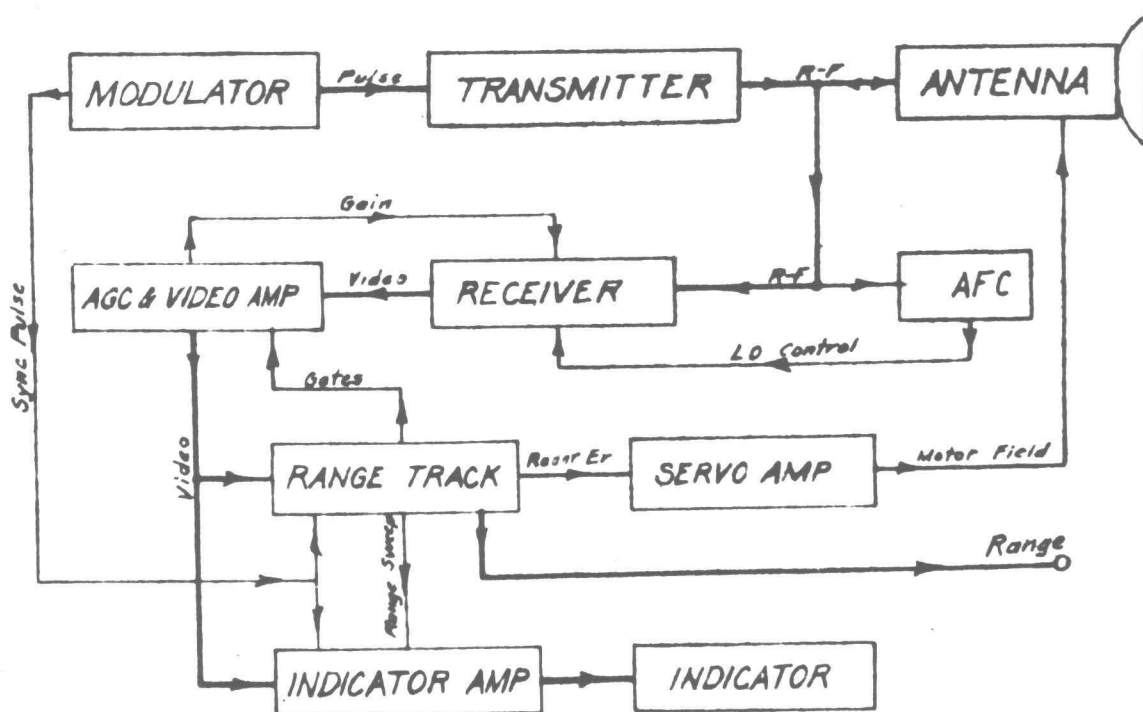 MODULATOR
Pulse
TRANSMITTER
R-F
ANTENNA
Gain
AGC & VIDEO AMP
Video
RECEIVER
R-F
AFC
LO Control
Sync Pulse
Gates
Video
RANGE TRACK
Er
SERVO AMP
Motor Field
Range Sweep
Range
INDICATOR AMP
INDICATOR